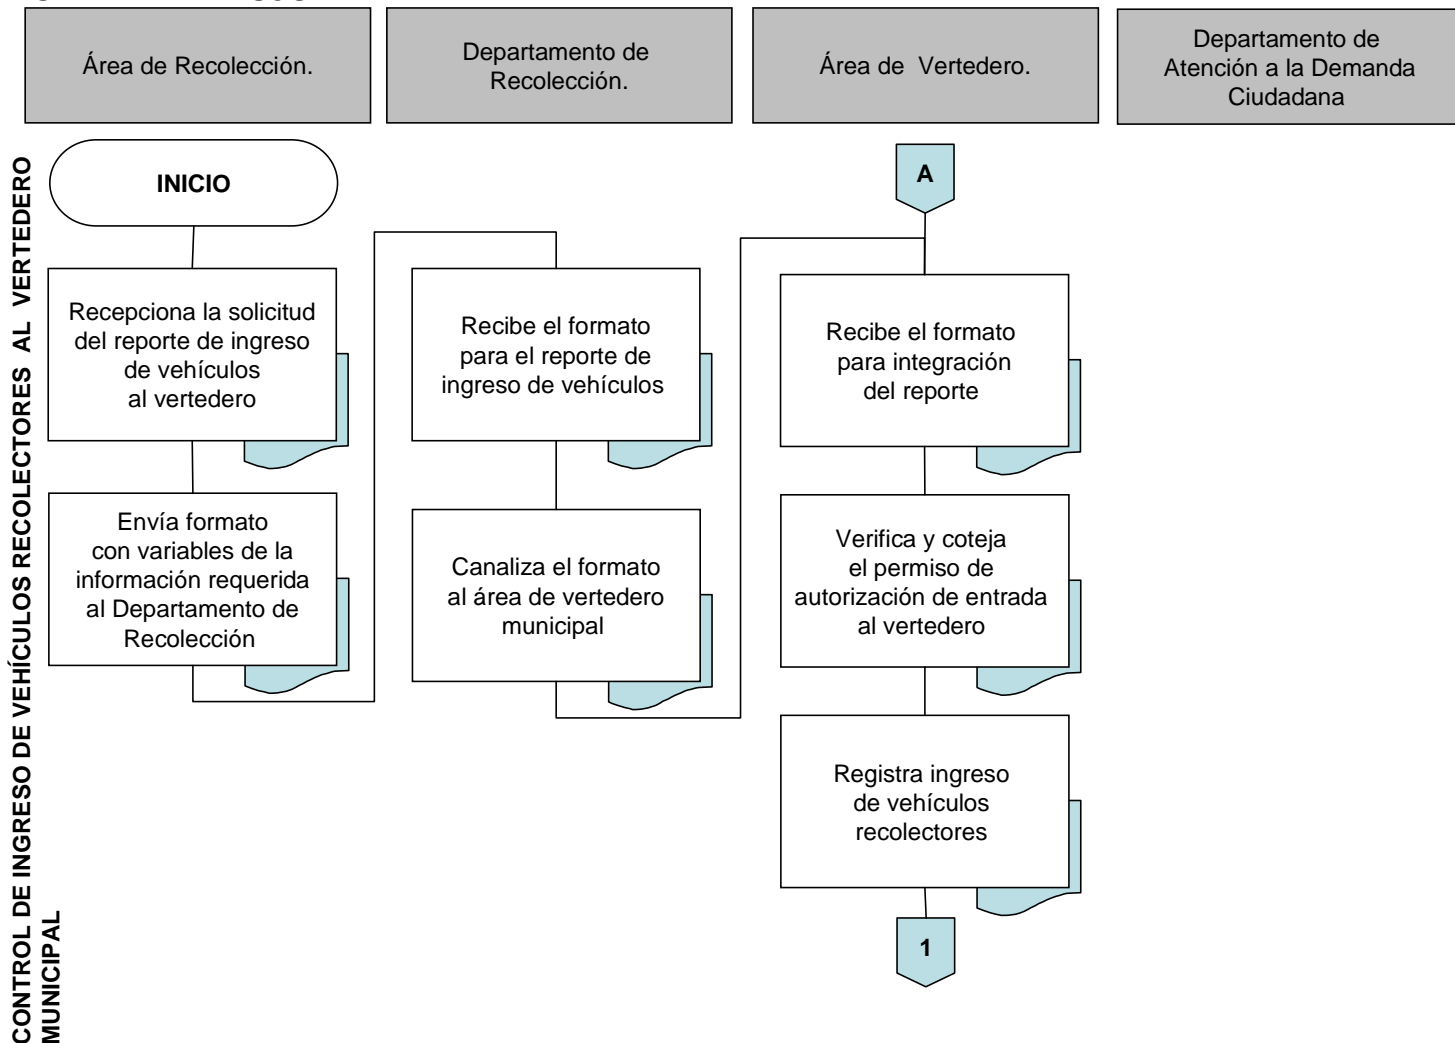 Área de Recolección.
Departamento de
Recolección.
Área de Vertedero.
Departamento de
Atención a la Demanda
Ciudadana
CONTROL DE INGRESO DE VEHÍCULOS RECOLECTORES AL VERTEDERO
MUNICIPAL
INICIO
Recepciona la solicitud
del reporte de ingreso
de vehículos
al vertedero
Envía formato
con variables de la
información requerida
al Departamento de
Recolección
Recibe el formato
para el reporte de
ingreso de vehículos
Canaliza el formato
al área de vertedero
municipal
A
Recibe el formato
para integración
del reporte
Verifica y coteja
el permiso de
autorización de entrada
al vertedero
Registra ingreso
de vehículos
recolectores
1